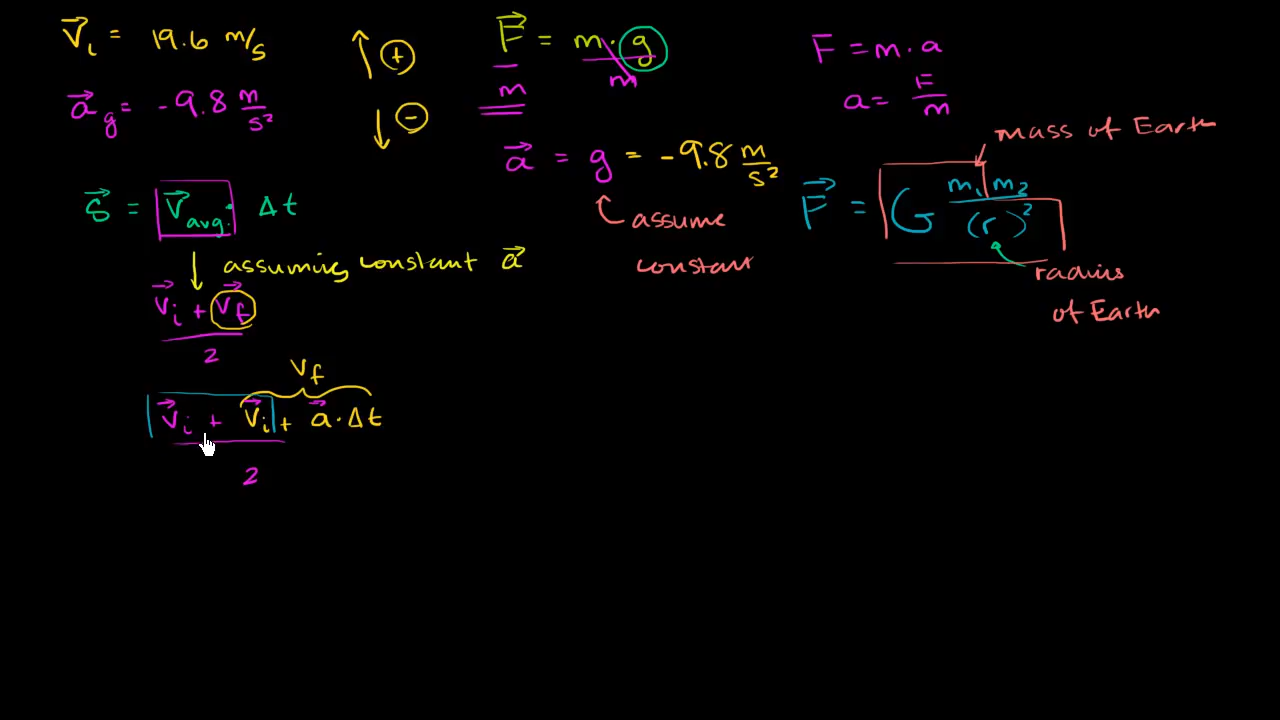 v⃗ᵢ = 19.6 m/s
a⃗g = -9.8 m/s²
↑ +
↓ -
s⃗ = v⃗avg. · Δt
↓ assuming constant a⃗
(v⃗ᵢ + v⃗f)/2
vf
(v⃗ᵢ + v⃗ᵢ + a⃗·Δt)/2
F⃗/m = m·g/m
a⃗ = g = -9.8 m/s²
assume
constant
F = m·a
a = F/m
mass of Earth
F⃗ = G m₁m₂/(r)²
radius
of Earth